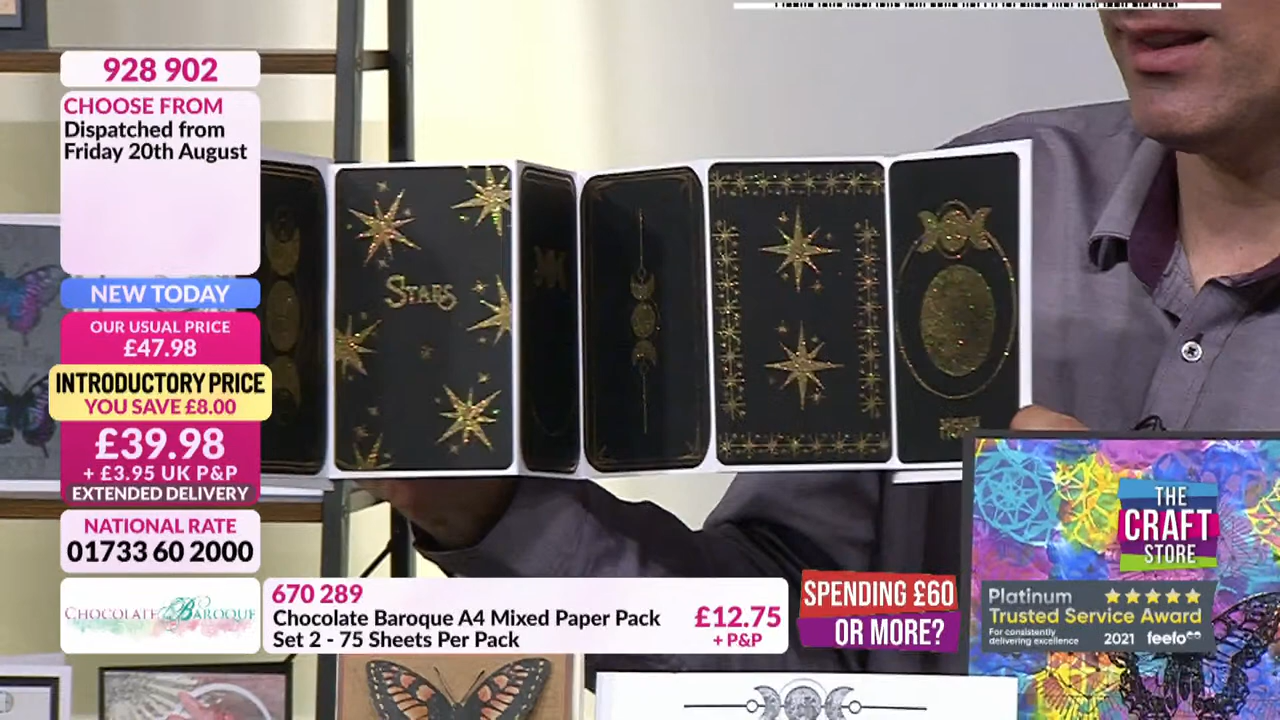 928 902
CHOOSE FROM
Dispatched from
Friday 20th August
NEW TODAY
OUR USUAL PRICE
£47.98
INTRODUCTORY PRICE
YOU SAVE £8.00
£39.98
+ £3.95 UK P&P
EXTENDED DELIVERY
NATIONAL RATE
01733 60 2000
STARS
CHOCOLATE BAROQUE
670 289
Chocolate Baroque A4 Mixed Paper Pack
Set 2 - 75 Sheets Per Pack
£12.75
+ P&P
SPENDING £60
OR MORE?
THE
CRAFT
STORE
Platinum
Trusted Service Award
For consistently
delivering excellence
2021 feefo